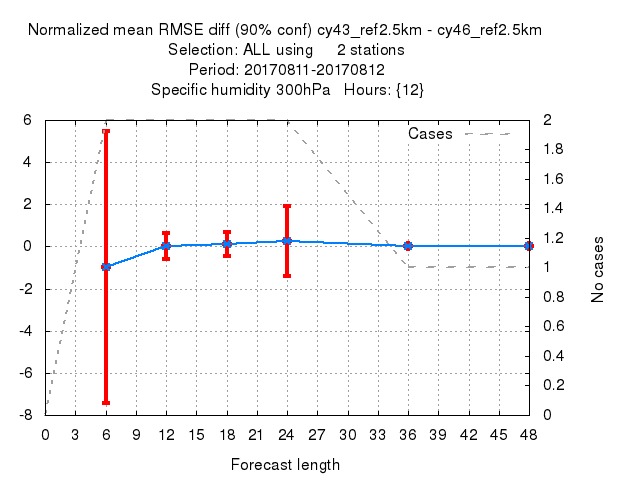 Normalized mean RMSE diff (90% conf) cy43_ref2.5km - cy46_ref2.5km
Selection: ALL using 2 stations
Period: 20170811-20170812
Specific humidity 300hPa Hours: {12}
Cases
6
4
2
0
-2
-4
-6
-8
2
1.8
1.6
1.4
1.2
1
0.8
0.6
0.4
0.2
0
No cases
0 3 6 9 12 15 18 21 24 27 30 33 36 39 42 45 48
Forecast length